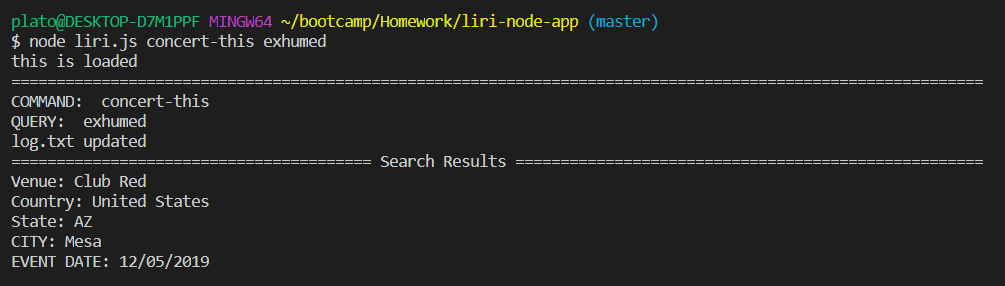 plato@DESKTOP-D7M1PPF MINGW64 ~/bootcamp/Homework/liri-node-app (master)
$ node liri.js concert-this exhumed
this is loaded
============================================================================================================
COMMAND:  concert-this
QUERY:  exhumed
log.txt updated
======================================== Search Results ====================================================
Venue: Club Red
Country: United States
State: AZ
CITY: Mesa
EVENT DATE: 12/05/2019